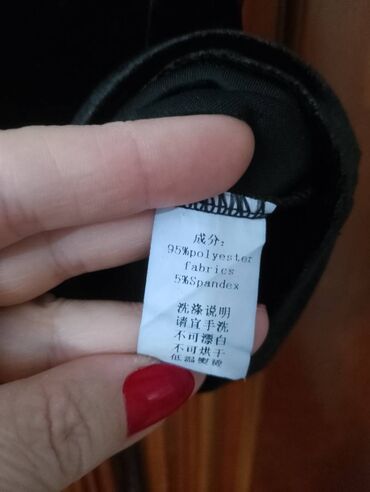 成分:
95%polyester
fabrics
5%Spandex
洗涤说明
请宜手洗
不可漂白
不可烘干
低温熨烫